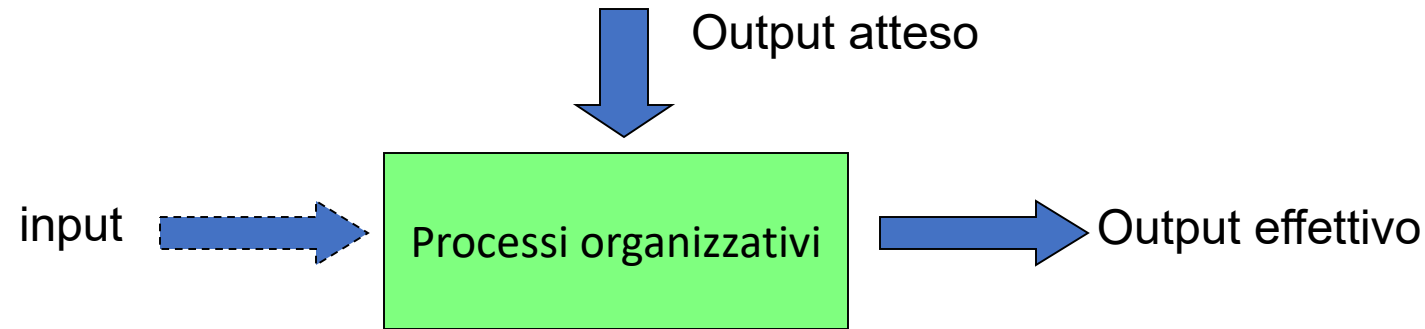 Output atteso
input
Processi organizzativi
Output effettivo